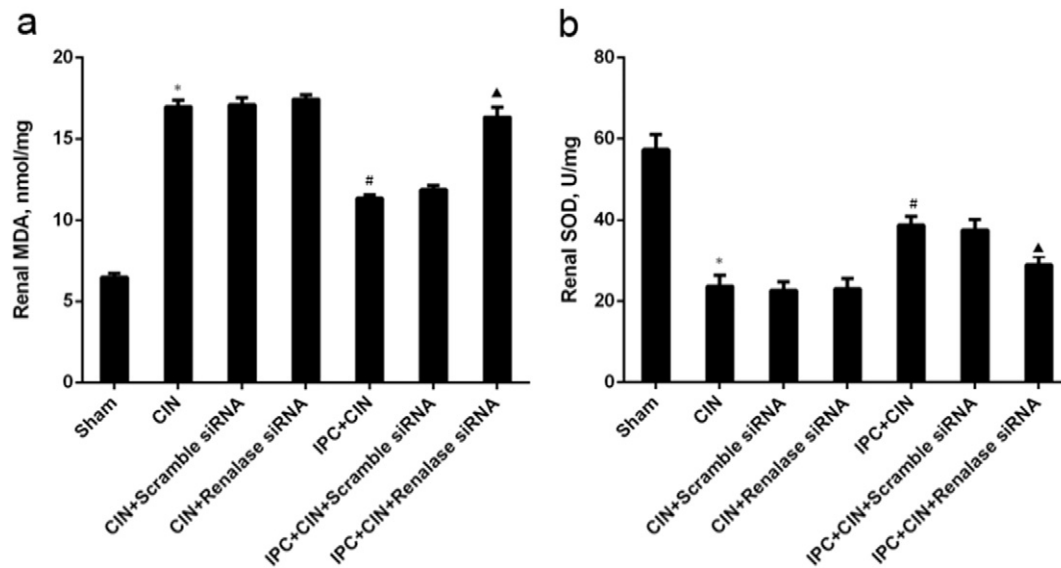 a
Renal MDA, nmol/mg
20
15
10
5
0
*
#
▲
Sham
CIN
CIN+Scramble siRNA
CIN+Renalase siRNA
IPC+CIN
IPC+CIN+Scramble siRNA
IPC+CIN+Renalase siRNA
b
Renal SOD, U/mg
80
60
40
20
0
*
#
▲
Sham
CIN
CIN+Scramble siRNA
CIN+Renalase siRNA
IPC+CIN
IPC+CIN+Scramble siRNA
IPC+CIN+Renalase siRNA